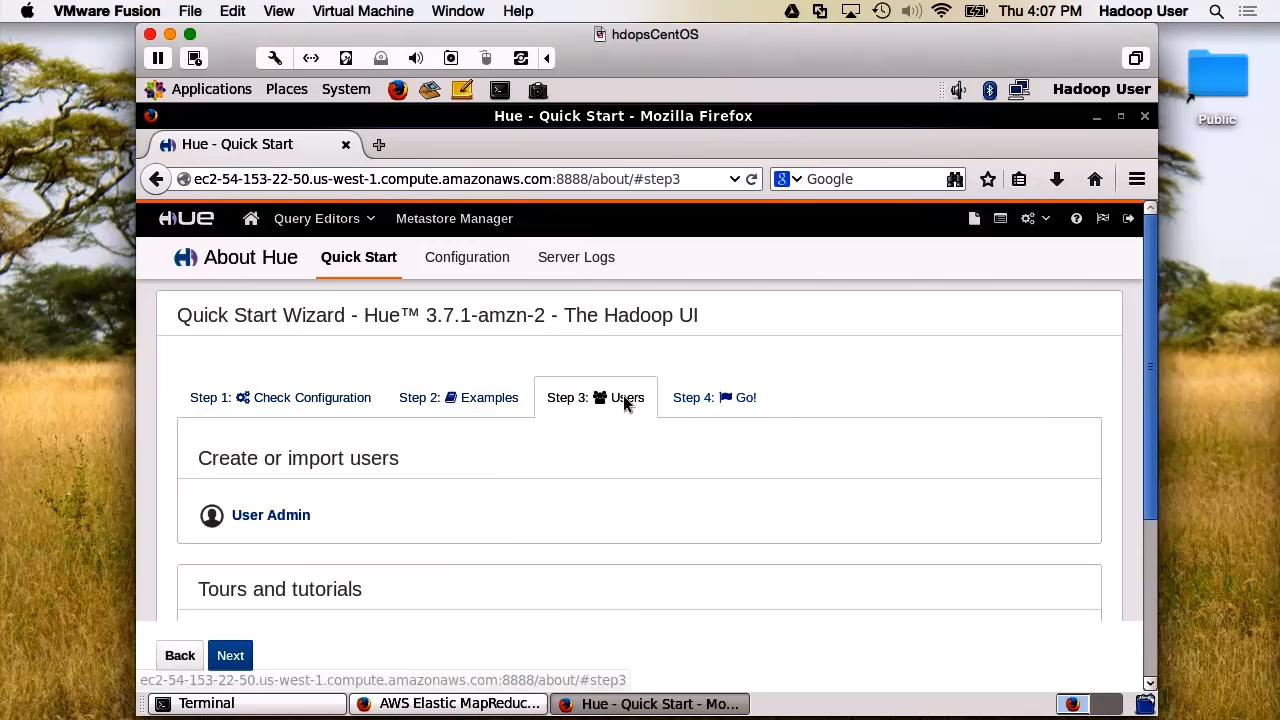 VMware Fusion File Edit View Virtual Machine Window Help Thu 4:07 PM Hadoop User
hdopsCentOS
Public
Applications Places System Hadoop User
Hue - Quick Start - Mozilla Firefox
Hue - Quick Start
ec2-54-153-22-50.us-west-1.compute.amazonaws.com:8888/about/#step3 Google
HUE Query Editors Metastore Manager
About Hue Quick Start Configuration Server Logs
Quick Start Wizard - Hue™ 3.7.1-amzn-2 - The Hadoop UI
Step 1: Check Configuration Step 2: Examples Step 3: Users Step 4: Go!
Create or import users
User Admin
Tours and tutorials
Back Next
ec2-54-153-22-50.us-west-1.compute.amazonaws.com:8888/about/#step3
Terminal AWS Elastic MapReduc... Hue - Quick Start - Mo...